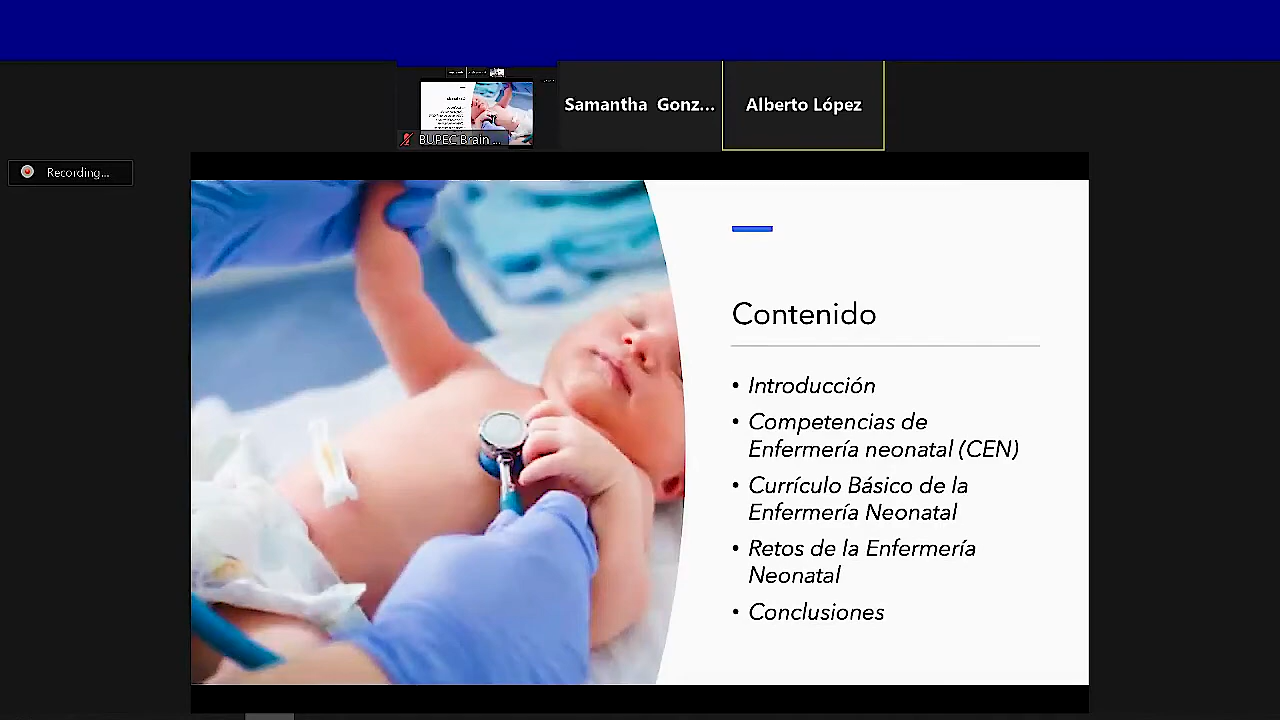 Samantha Gonz...
Alberto López
BUPEC Brain ...
Recording...
Contenido
• Introducción
• Competencias de
Enfermería neonatal (CEN)
• Currículo Básico de la
Enfermería Neonatal
• Retos de la Enfermería
Neonatal
• Conclusiones